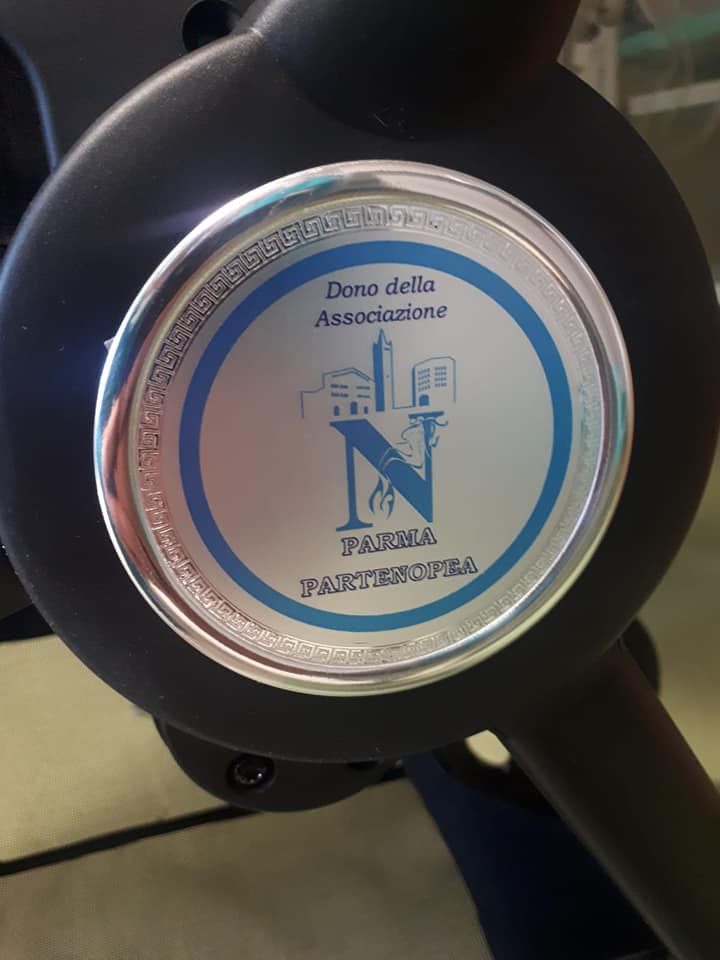 Dono della
Associazione
N
PARMA
PARTENOPEA